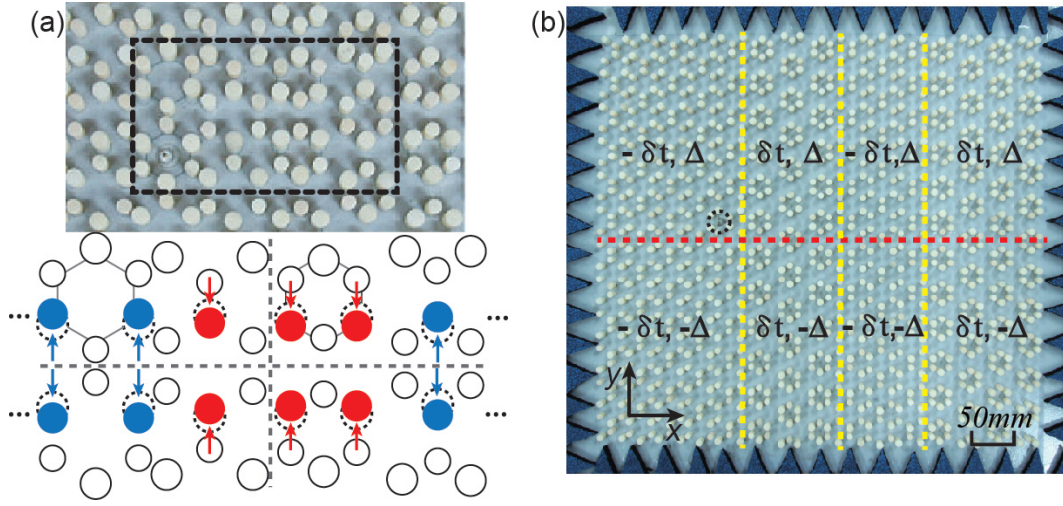 (a)
(b)
- δt, Δ
δt, Δ
- δt, Δ
δt, Δ
...
...
- δt, -Δ
δt, -Δ
- δt, -Δ
δt, -Δ
y
x
50mm
...
...